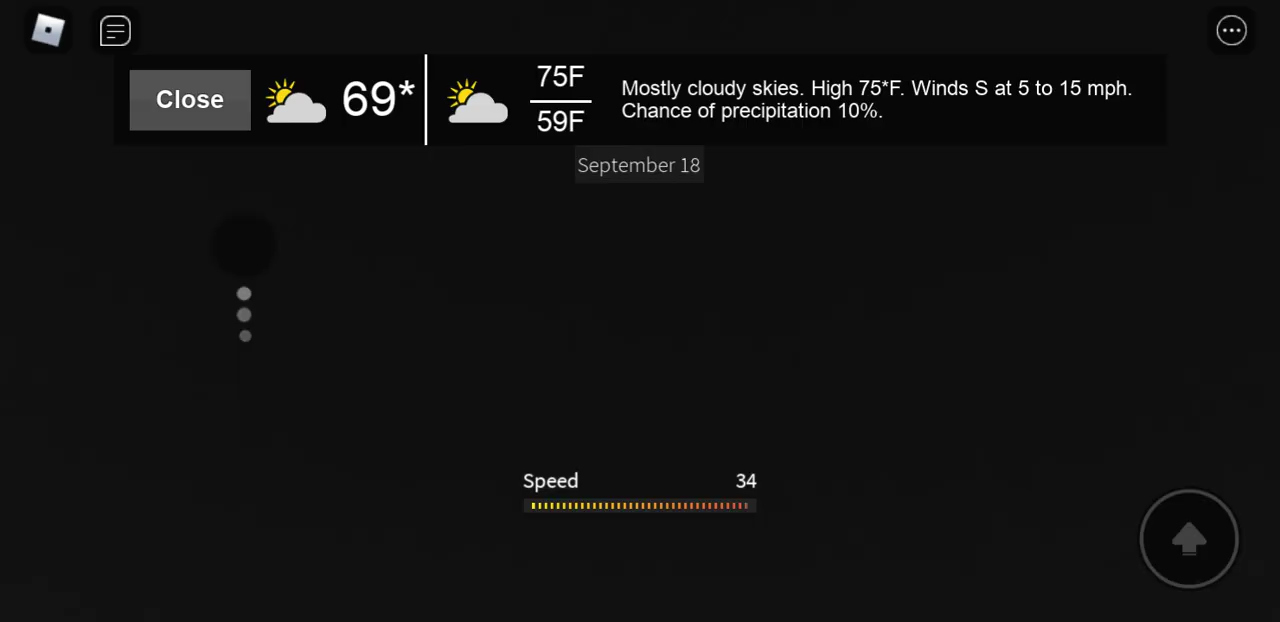 Close
69*
75F
59F
Mostly cloudy skies. High 75*F. Winds S at 5 to 15 mph.
Chance of precipitation 10%.
September 18
Speed 34